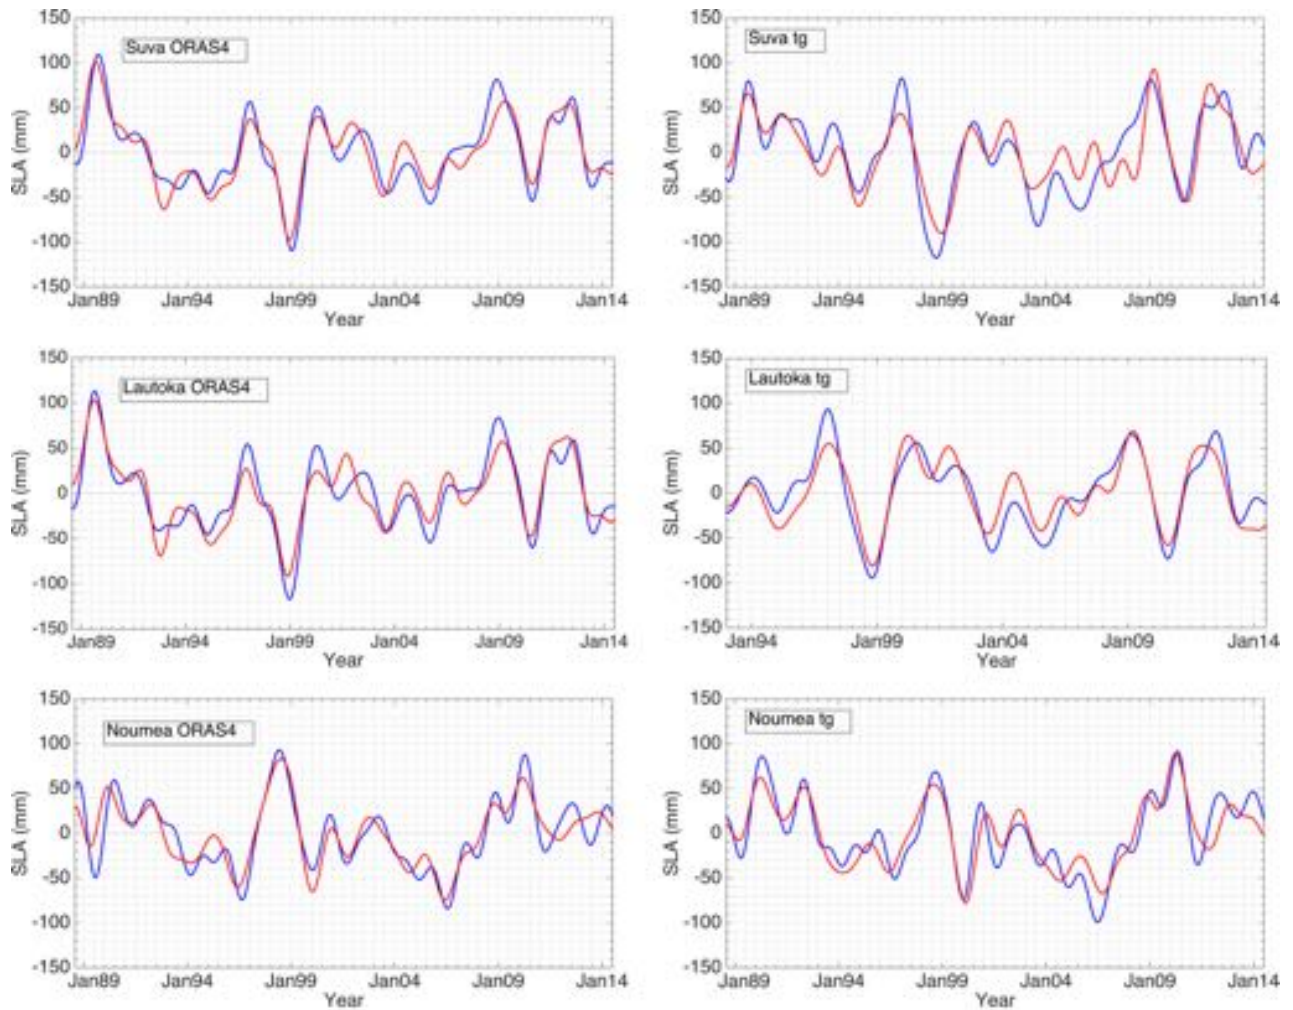 Suva ORAS4
SLA (mm)
150
100
50
0
-50
-100
-150
Jan89 Jan94 Jan99 Jan04 Jan09 Jan14
Year
Suva tg
SLA (mm)
150
100
50
0
-50
-100
-150
Jan89 Jan94 Jan99 Jan04 Jan09 Jan14
Year
Lautoka ORAS4
SLA (mm)
150
100
50
0
-50
-100
-150
Jan89 Jan94 Jan99 Jan04 Jan09 Jan14
Year
Lautoka tg
SLA (mm)
150
100
50
0
-50
-100
-150
Jan94 Jan99 Jan04 Jan09 Jan14
Year
Noumea ORAS4
SLA (mm)
150
100
50
0
-50
-100
-150
Jan89 Jan94 Jan99 Jan04 Jan09 Jan14
Year
Noumea tg
SLA (mm)
150
100
50
0
-50
-100
-150
Jan89 Jan94 Jan99 Jan04 Jan09 Jan14
Year